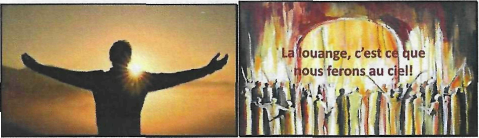 La louange, c'est ce que
nous ferons au ciel!